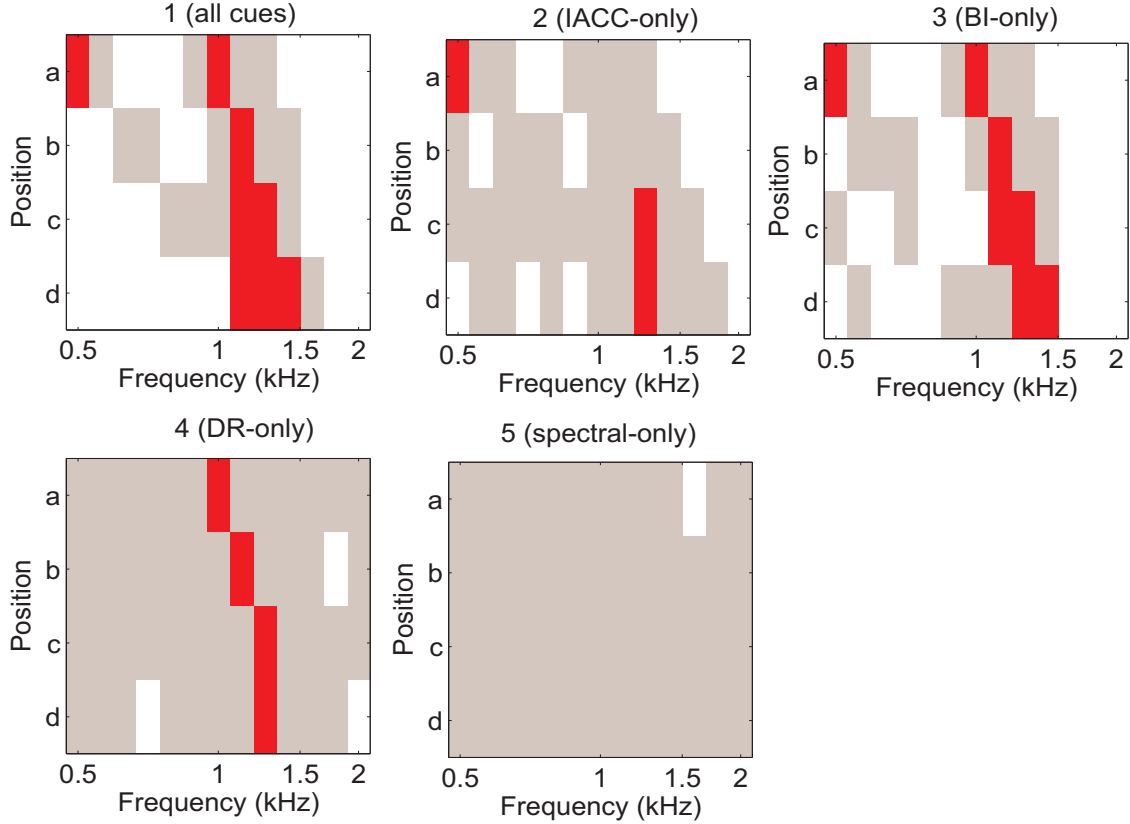 1 (all cues)
2 (IACC-only)
3 (BI-only)
Position
a
b
c
d
0.5 1 1.5 2
Frequency (kHz)
Position
a
b
c
d
0.5 1 1.5 2
Frequency (kHz)
Position
a
b
c
d
0.5 1 1.5 2
Frequency (kHz)
4 (DR-only)
5 (spectral-only)
Position
a
b
c
d
0.5 1 1.5 2
Frequency (kHz)
Position
a
b
c
d
0.5 1 1.5 2
Frequency (kHz)